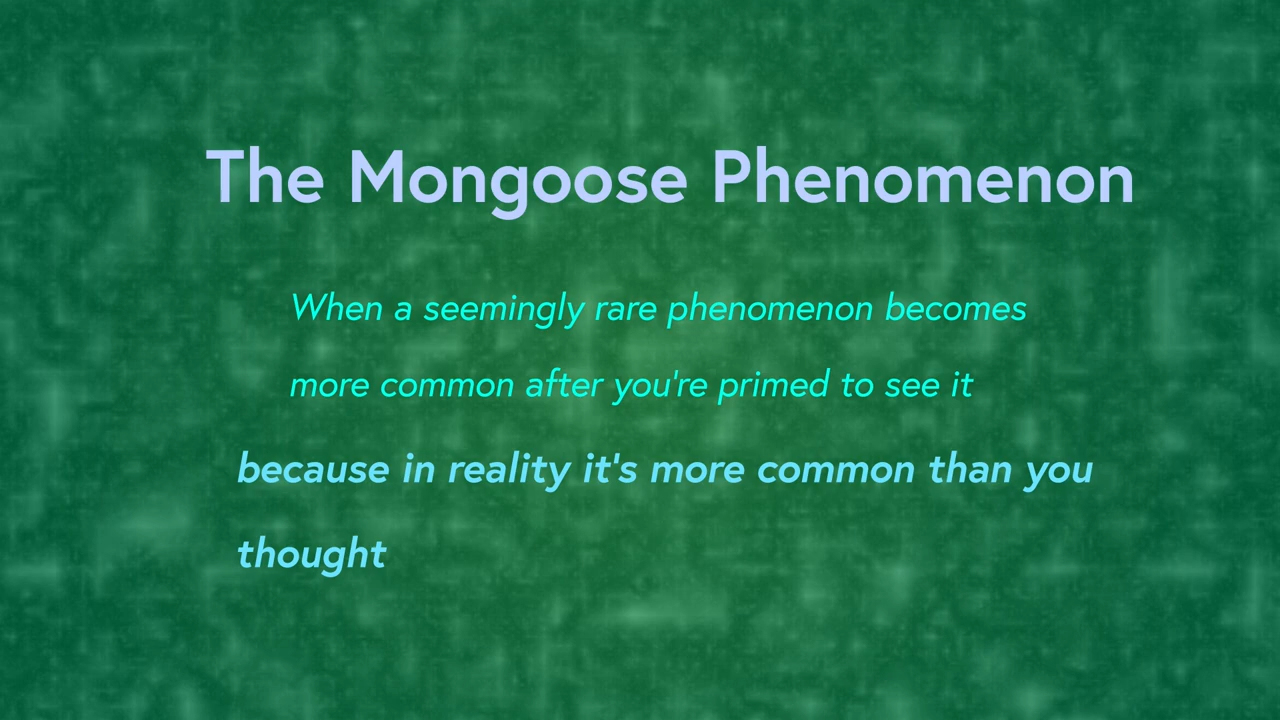 The Mongoose Phenomenon
When a seemingly rare phenomenon becomes
more common after you're primed to see it
because in reality it's more common than you
thought